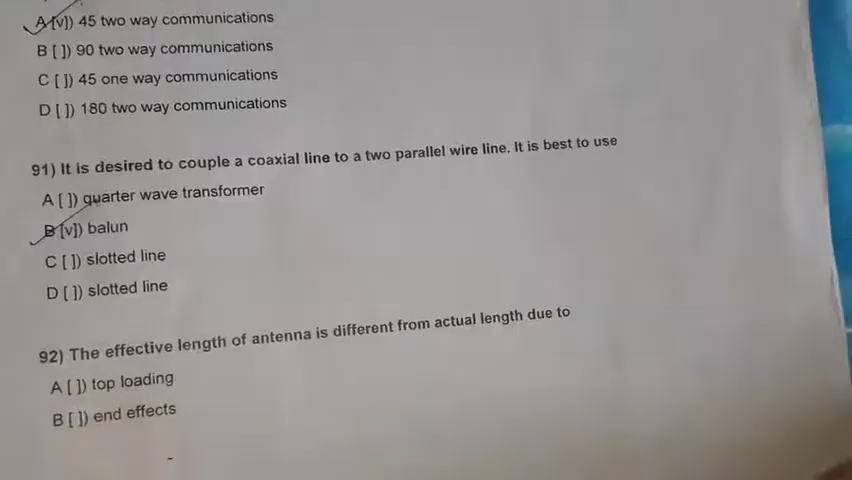 A [v]) 45 two way communications
B [ ]) 90 two way communications
C [ ]) 45 one way communications
D [ ]) 180 two way communications
91) It is desired to couple a coaxial line to a two parallel wire line. It is best to use
A [ ]) quarter wave transformer
B [v]) balun
C [ ]) slotted line
D [ ]) slotted line
92) The effective length of antenna is different from actual length due to
A [ ]) top loading
B [ ]) end effects